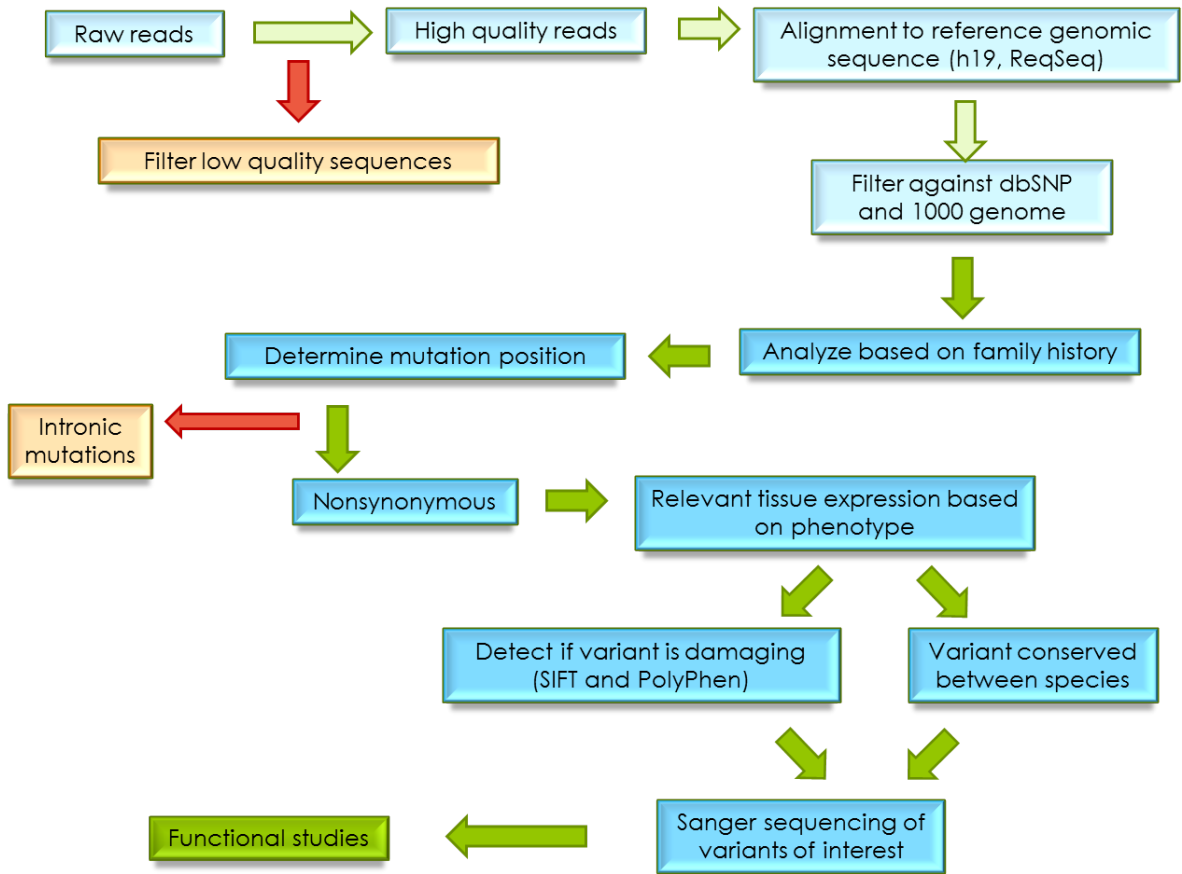 Raw reads
High quality reads
Alignment to reference genomic
sequence (h19, ReqSeq)
Filter low quality sequences
Filter against dbSNP
and 1000 genome
Determine mutation position
Analyze based on family history
Intronic
mutations
Nonsynonymous
Relevant tissue expression based
on phenotype
Detect if variant is damaging
(SIFT and PolyPhen)
Variant conserved
between species
Functional studies
Sanger sequencing of
variants of interest